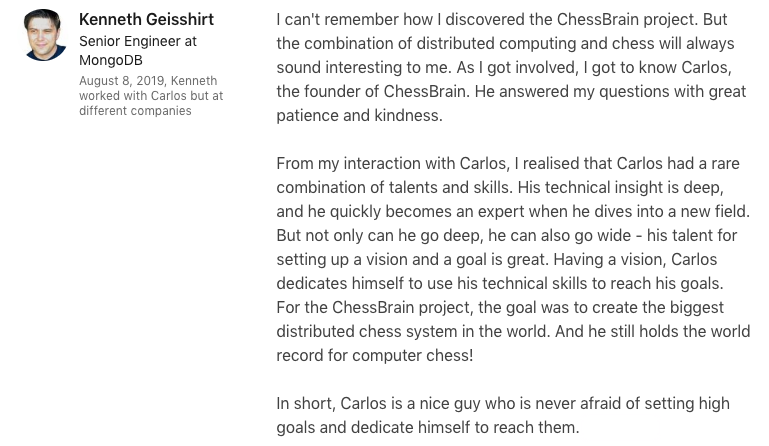 Kenneth Geisshirt
Senior Engineer at
MongoDB
August 8, 2019, Kenneth
worked with Carlos but at
different companies
I can't remember how I discovered the ChessBrain project. But
the combination of distributed computing and chess will always
sound interesting to me. As I got involved, I got to know Carlos,
the founder of ChessBrain. He answered my questions with great
patience and kindness.
From my interaction with Carlos, I realised that Carlos had a rare
combination of talents and skills. His technical insight is deep,
and he quickly becomes an expert when he dives into a new field.
But not only can he go deep, he can also go wide - his talent for
setting up a vision and a goal is great. Having a vision, Carlos
dedicates himself to use his technical skills to reach his goals.
For the ChessBrain project, the goal was to create the biggest
distributed chess system in the world. And he still holds the world
record for computer chess!
In short, Carlos is a nice guy who is never afraid of setting high
goals and dedicate himself to reach them.